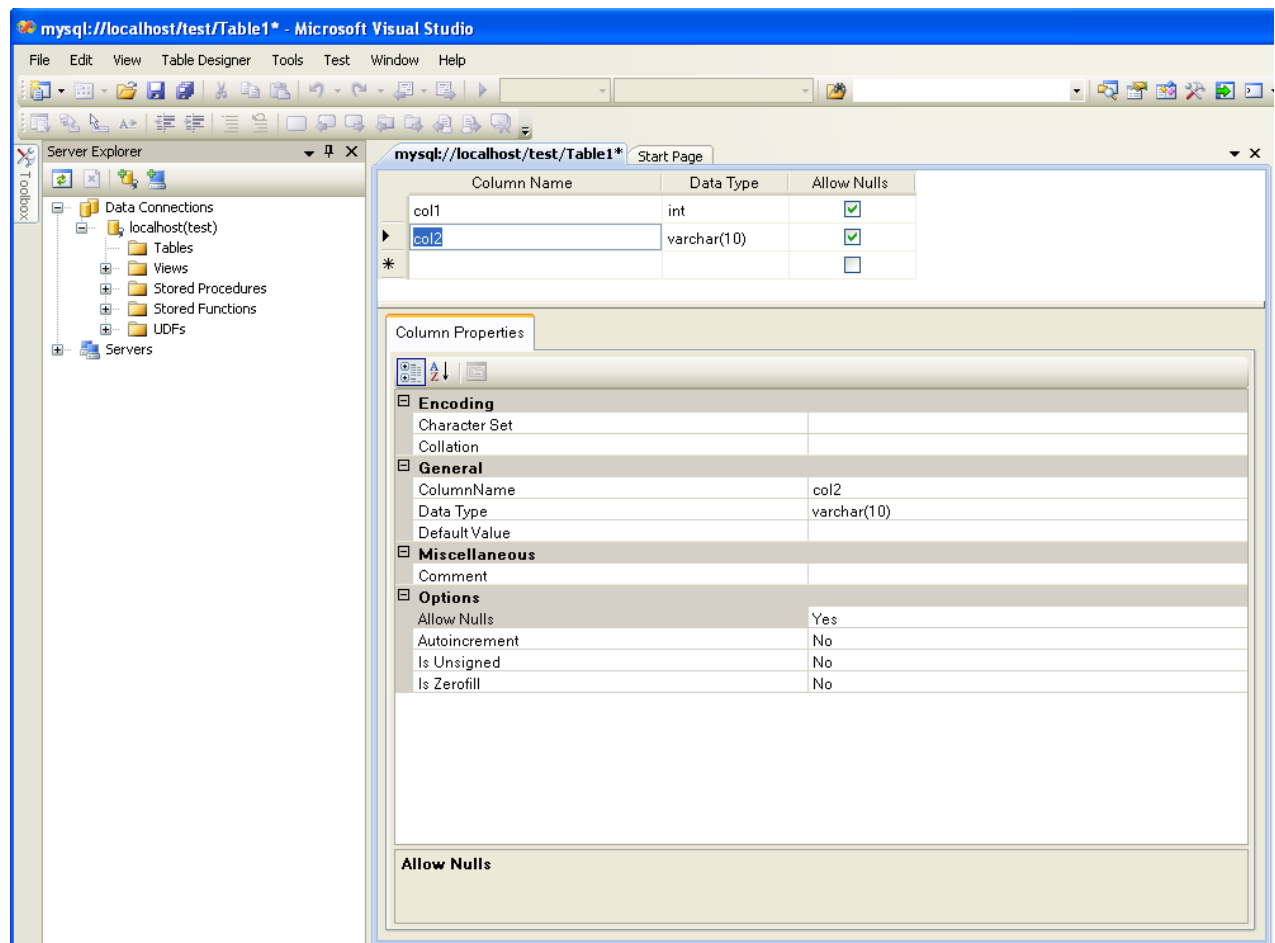 mysql://localhost/test/Table1* - Microsoft Visual Studio
File Edit View Table Designer Tools Test Window Help
Toolbox
Server Explorer
Data Connections
localhost(test)
Tables
Views
Stored Procedures
Stored Functions
UDFs
Servers
mysql://localhost/test/Table1* Start Page
Column Name Data Type Allow Nulls
col1 int
col2 varchar(10)
Column Properties
Encoding
Character Set
Collation
General
ColumnName col2
Data Type varchar(10)
Default Value
Miscellaneous
Comment
Options
Allow Nulls Yes
Autoincrement No
Is Unsigned No
Is Zerofill No
Allow Nulls